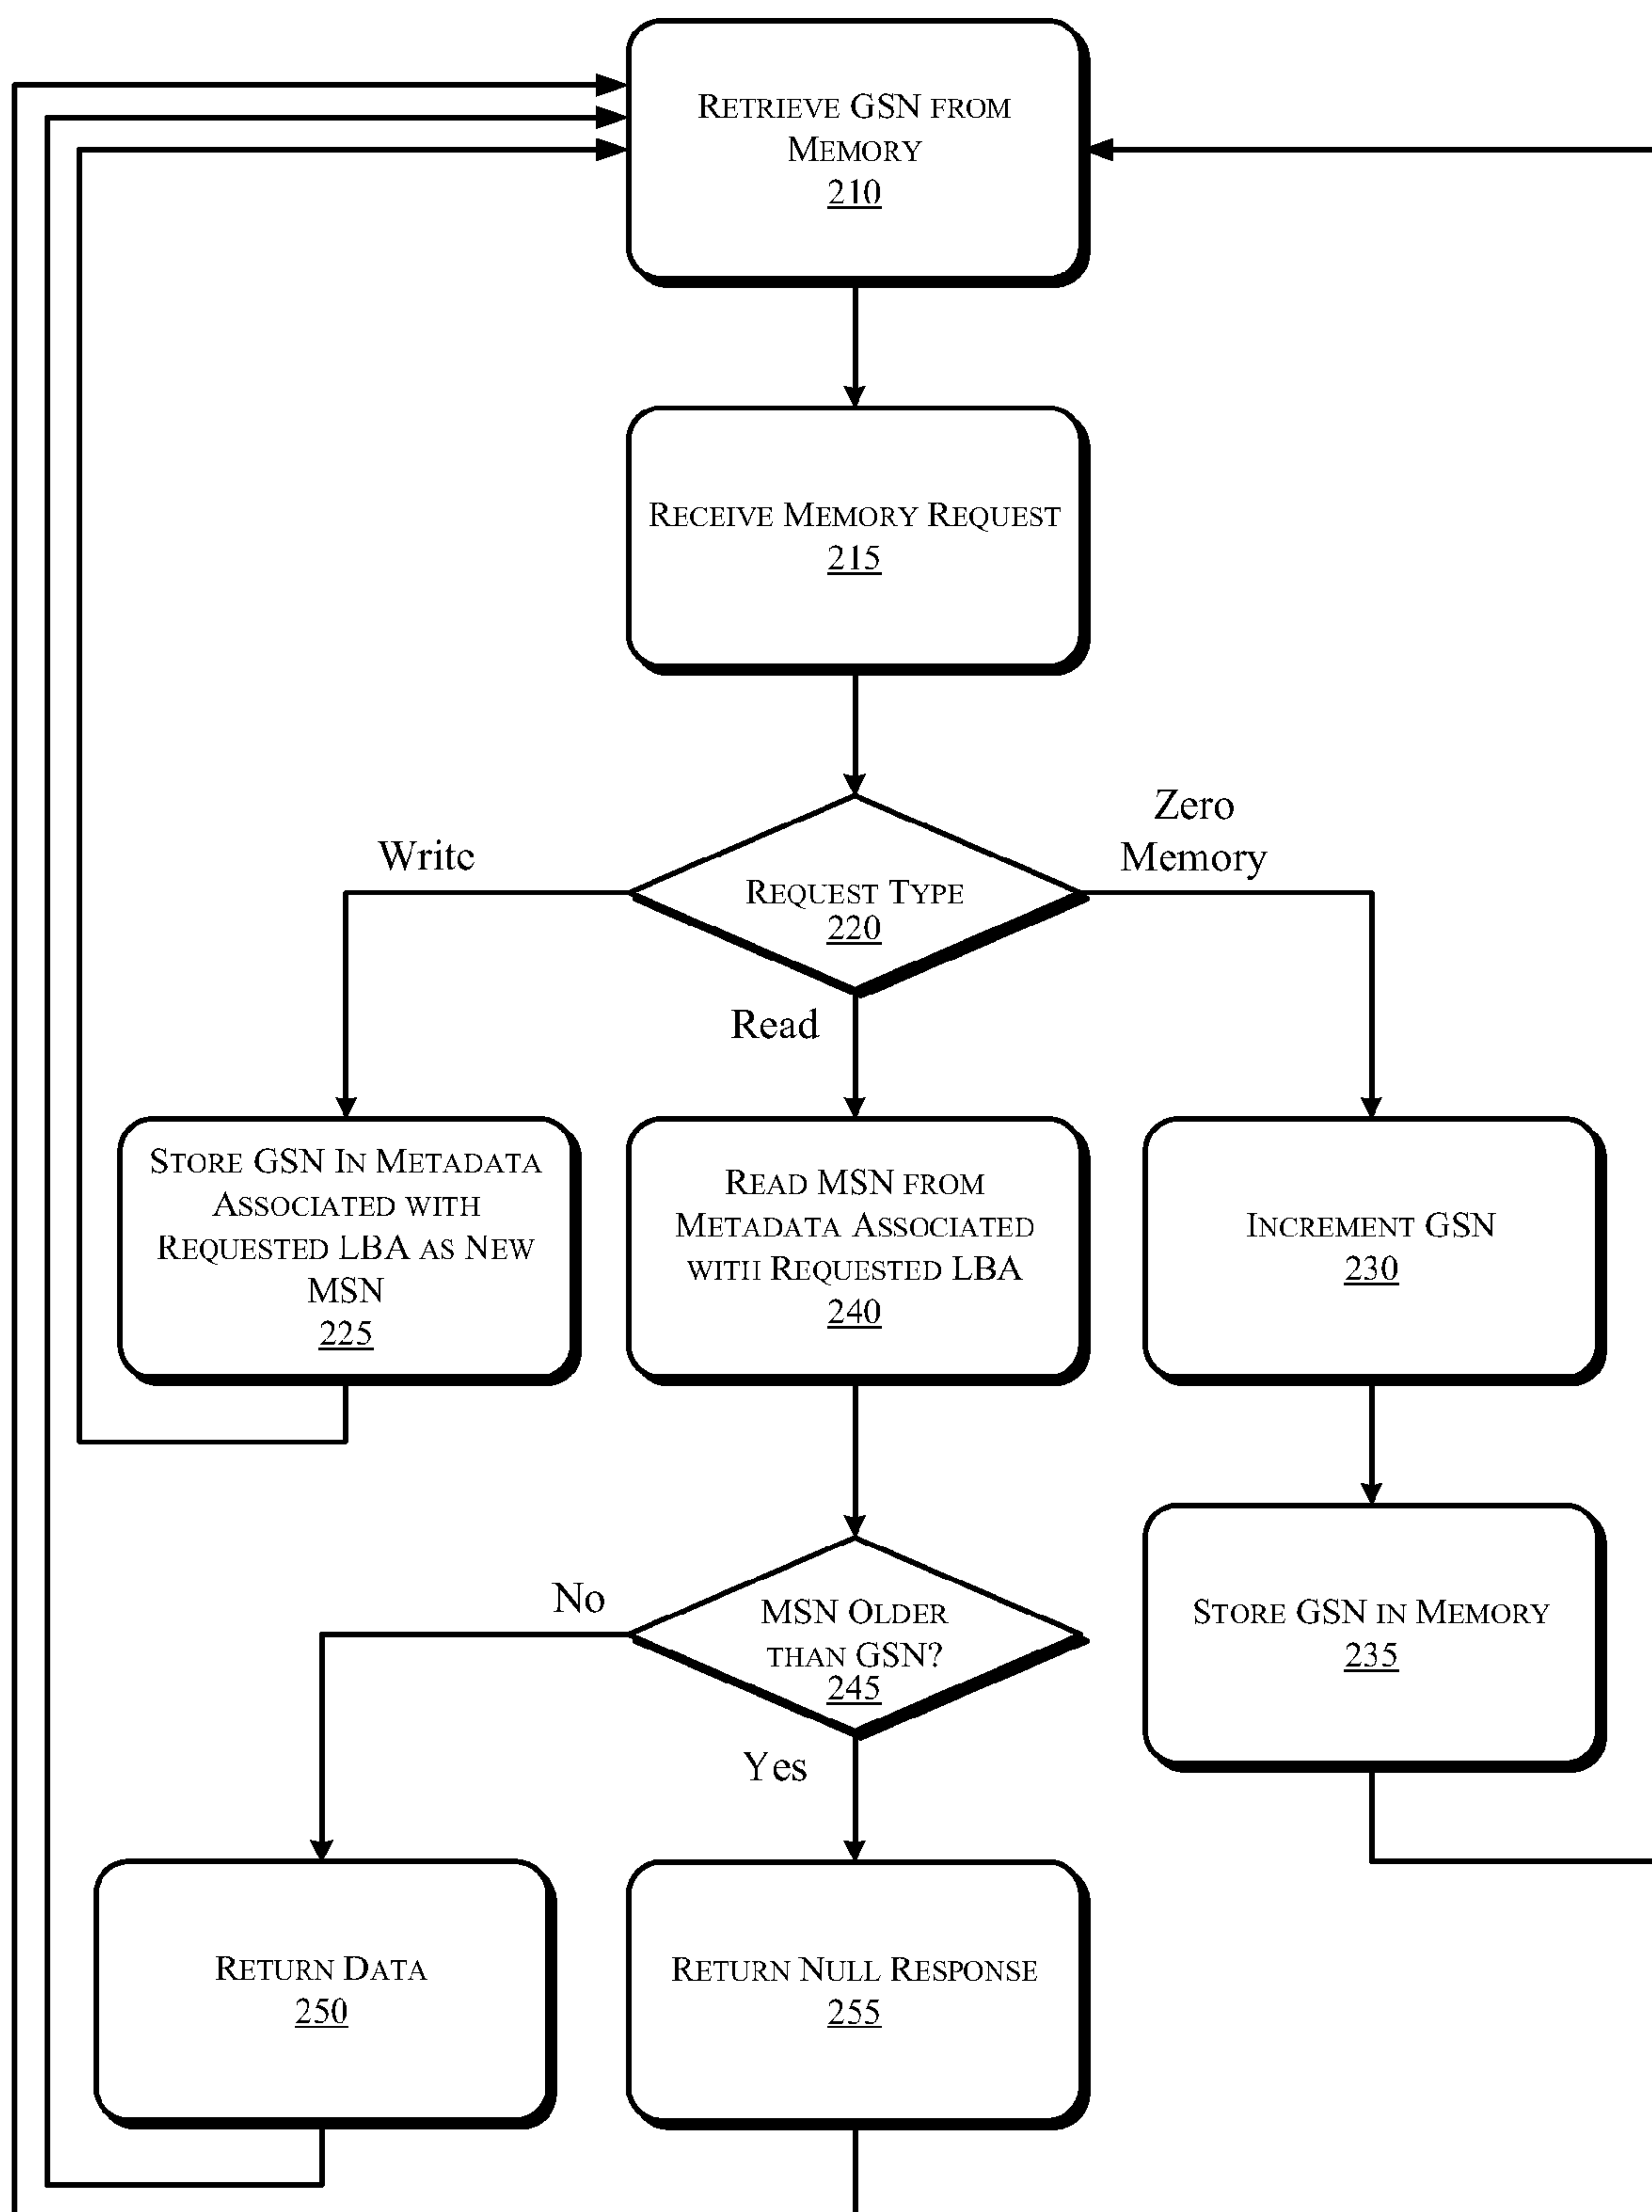 RETRIEVE GSN FROM
MEMORY
210
RECEIVE MEMORY REQUEST
215
Zero
Memory
Write
REQUEST TYPE
220
Read
STORE GSN IN METADATA
ASSOCIATED WITH
REQUESTED LBA AS NEW
MSN
225
READ MSN FROM
METADATA ASSOCIATED
WITH REQUESTED LBA
240
INCREMENT GSN
230
No
MSN OLDER
THAN GSN?
245
STORE GSN IN MEMORY
235
Yes
RETURN DATA
250
RETURN NULL RESPONSE
255